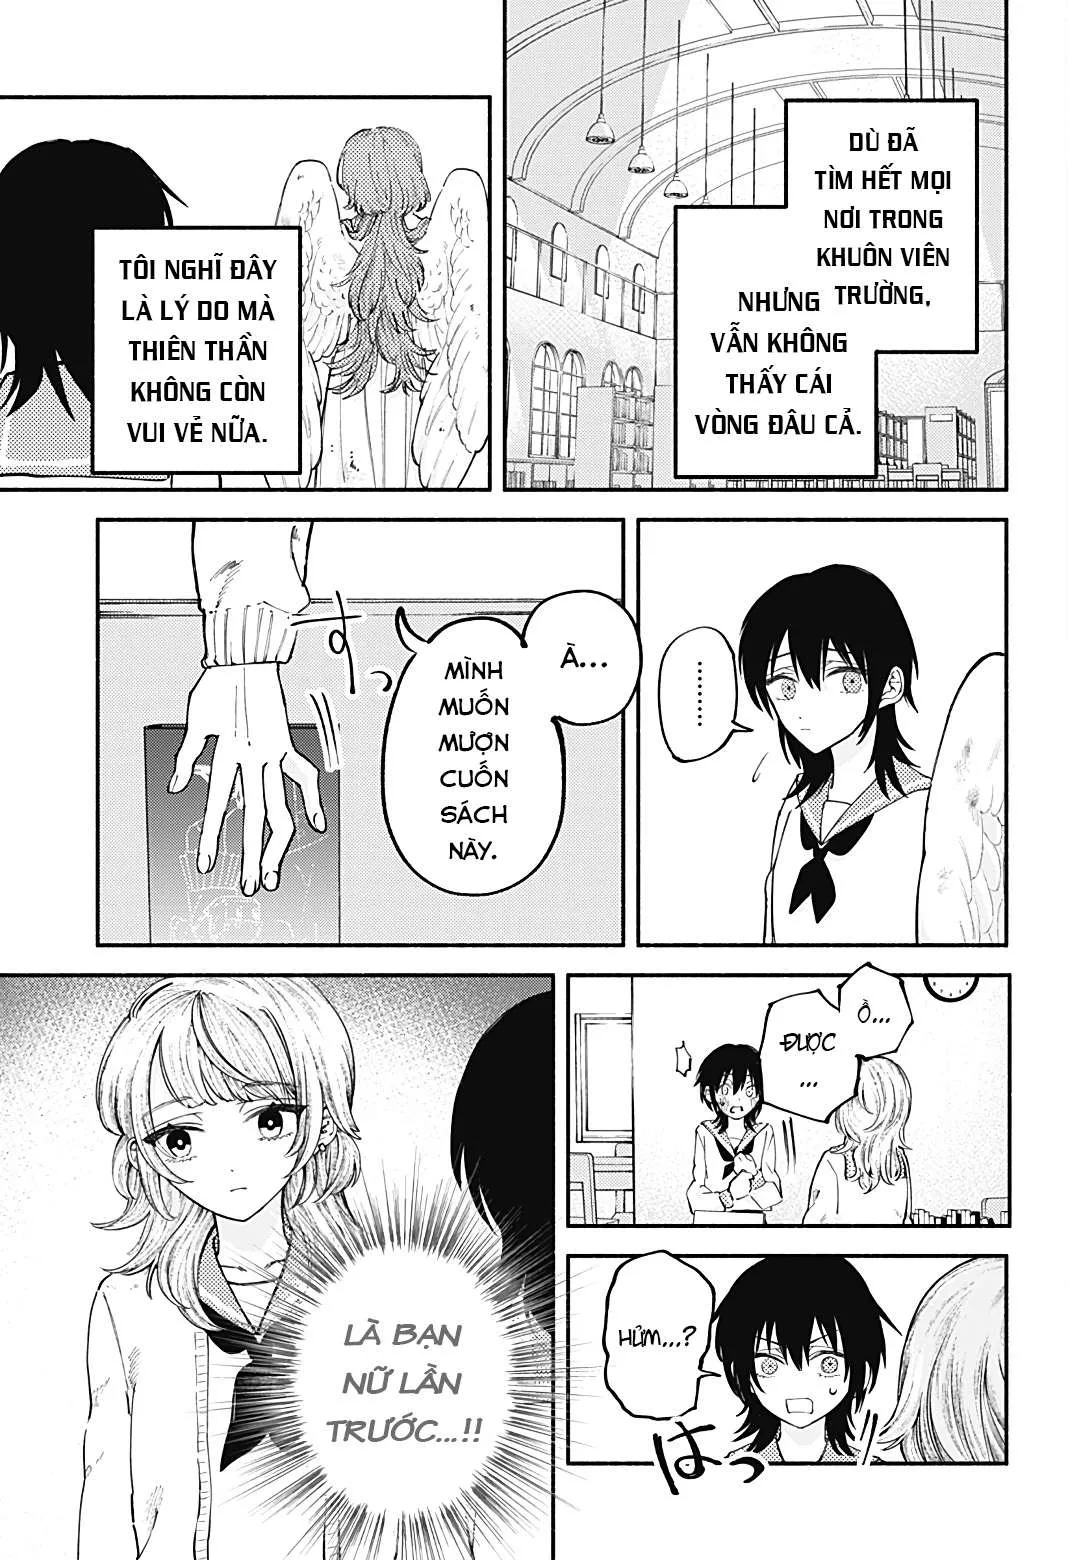 DÙ ĐÃ
TÌM HẾT MỌI
NƠI TRONG
KHUÔN VIÊN
TRƯỜNG,
NHƯNG
VẪN KHÔNG
THẤY CÁI
VÒNG ĐÂU CẢ.
TÔI NGHĨ ĐÂY
LÀ LÝ DO MÀ
THIÊN THẦN
KHÔNG CÒN
VUI VẺ NỮA.
........
À...
MÌNH
MUỐN
MƯỢN
CUỐN
SÁCH
NÀY.
すっ
Ồ...
ĐƯỢC
...
HỬM...?
はっ
LÀ BẠN
NỮ LẦN
TRƯỚC...!!